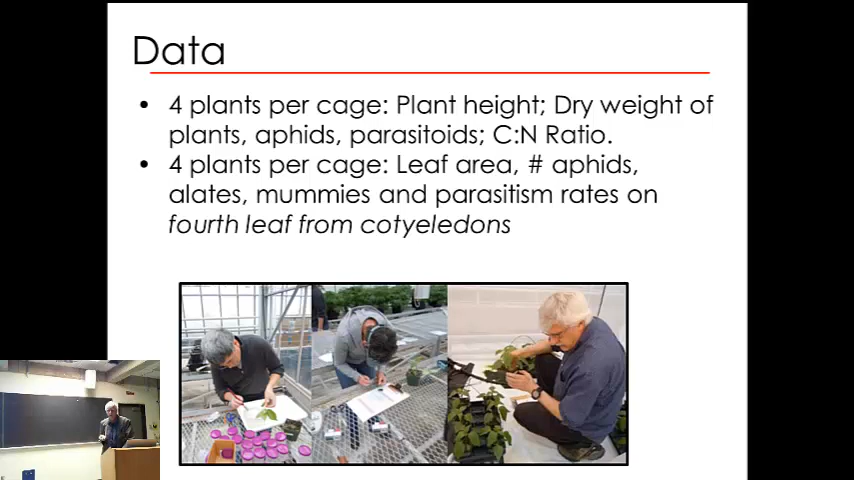 Data
• 4 plants per cage: Plant height; Dry weight of
plants, aphids, parasitoids; C:N Ratio.
• 4 plants per cage: Leaf area, # aphids,
alates, mummies and parasitism rates on
fourth leaf from cotyeledons